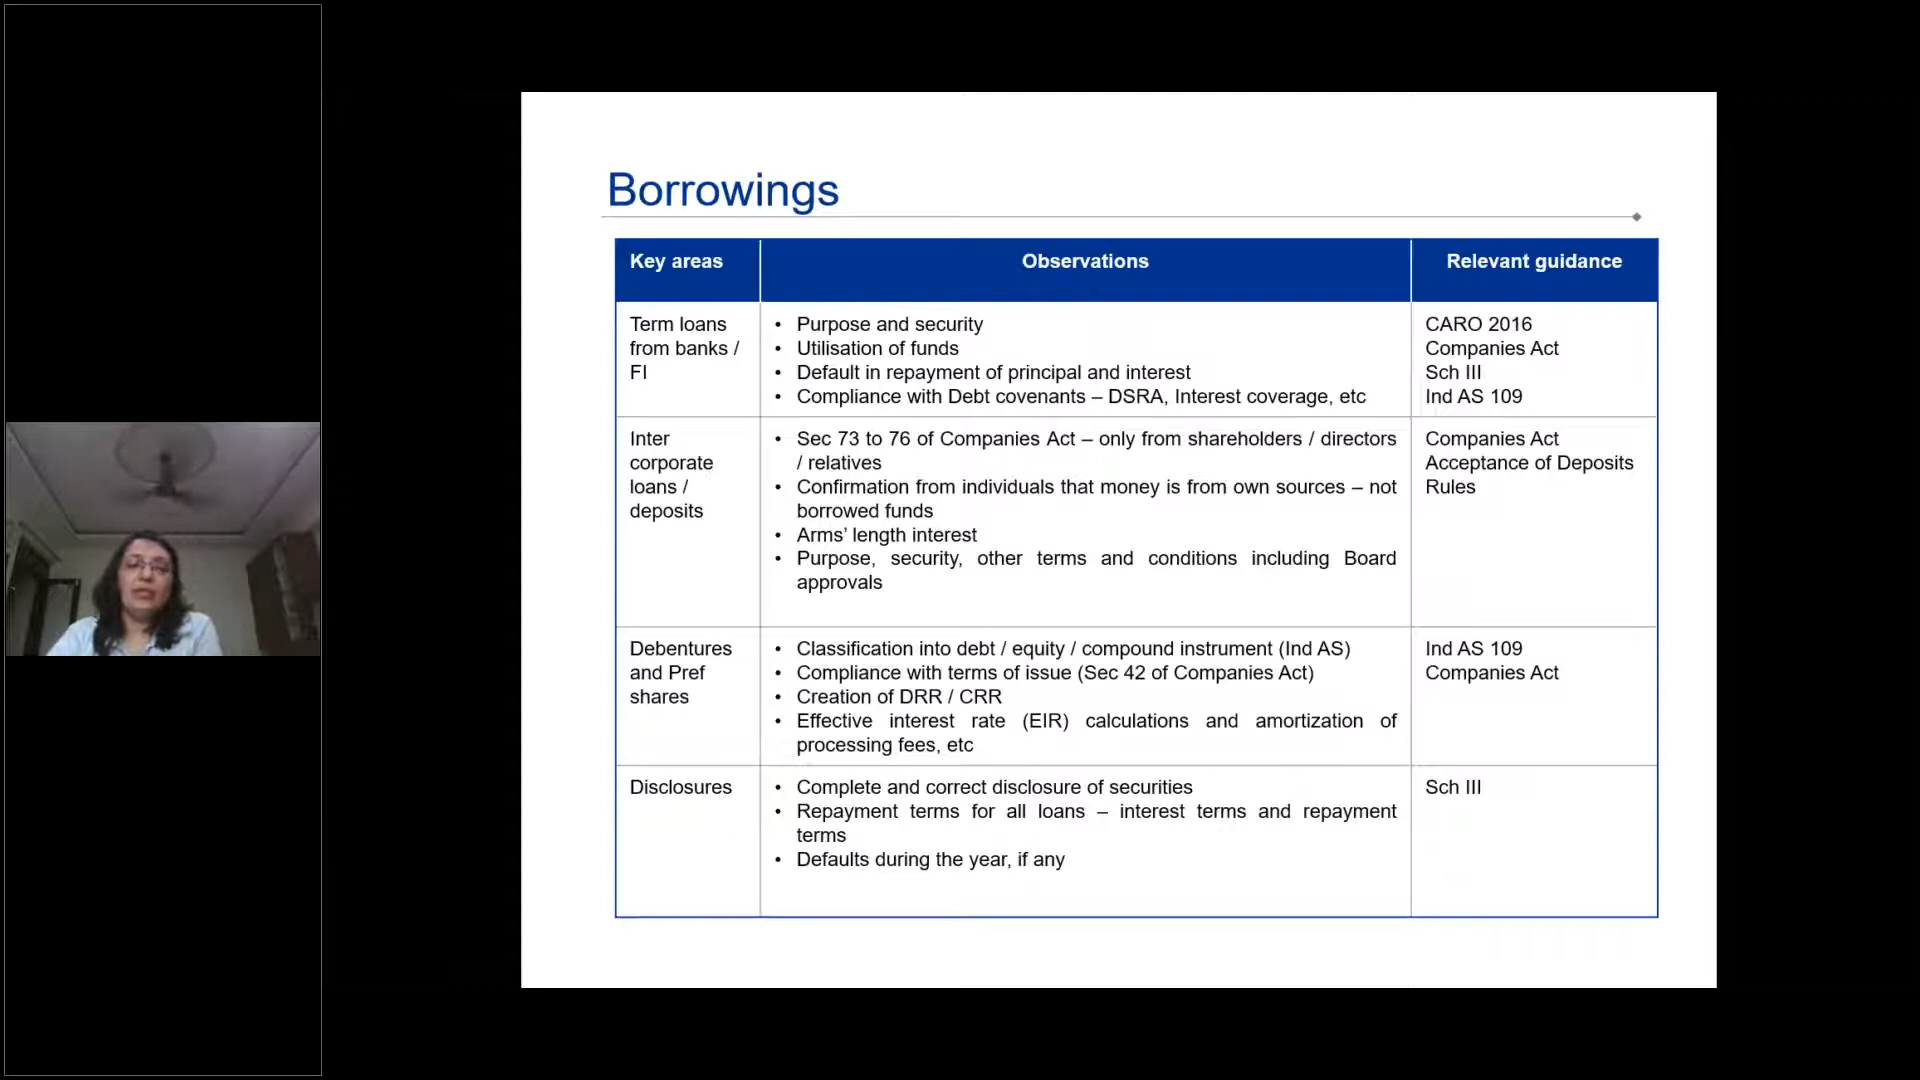 Borrowings
Key areas
Observations
Relevant guidance
Term loans
from banks /
FI
• Purpose and security
• Utilisation of funds
• Default in repayment of principal and interest
• Compliance with Debt covenants – DSRA, Interest coverage, etc
CARO 2016
Companies Act
Sch III
Ind AS 109
Inter
corporate
loans /
deposits
• Sec 73 to 76 of Companies Act – only from shareholders / directors
/ relatives
• Confirmation from individuals that money is from own sources – not
borrowed funds
• Arms’ length interest
• Purpose, security, other terms and conditions including Board
approvals
Companies Act
Acceptance of Deposits
Rules
Debentures
and Pref
shares
• Classification into debt / equity / compound instrument (Ind AS)
• Compliance with terms of issue (Sec 42 of Companies Act)
• Creation of DRR / CRR
• Effective interest rate (EIR) calculations and amortization of
processing fees, etc
Ind AS 109
Companies Act
Disclosures
• Complete and correct disclosure of securities
• Repayment terms for all loans – interest terms and repayment
terms
• Defaults during the year, if any
Sch III